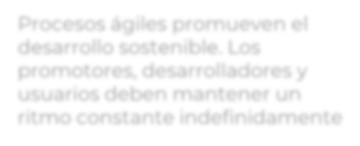 Procesos ágiles promueven el
desarrollo sostenible. Los
promotores, desarrolladores y
usuarios deben mantener un
ritmo constante indefinidamente